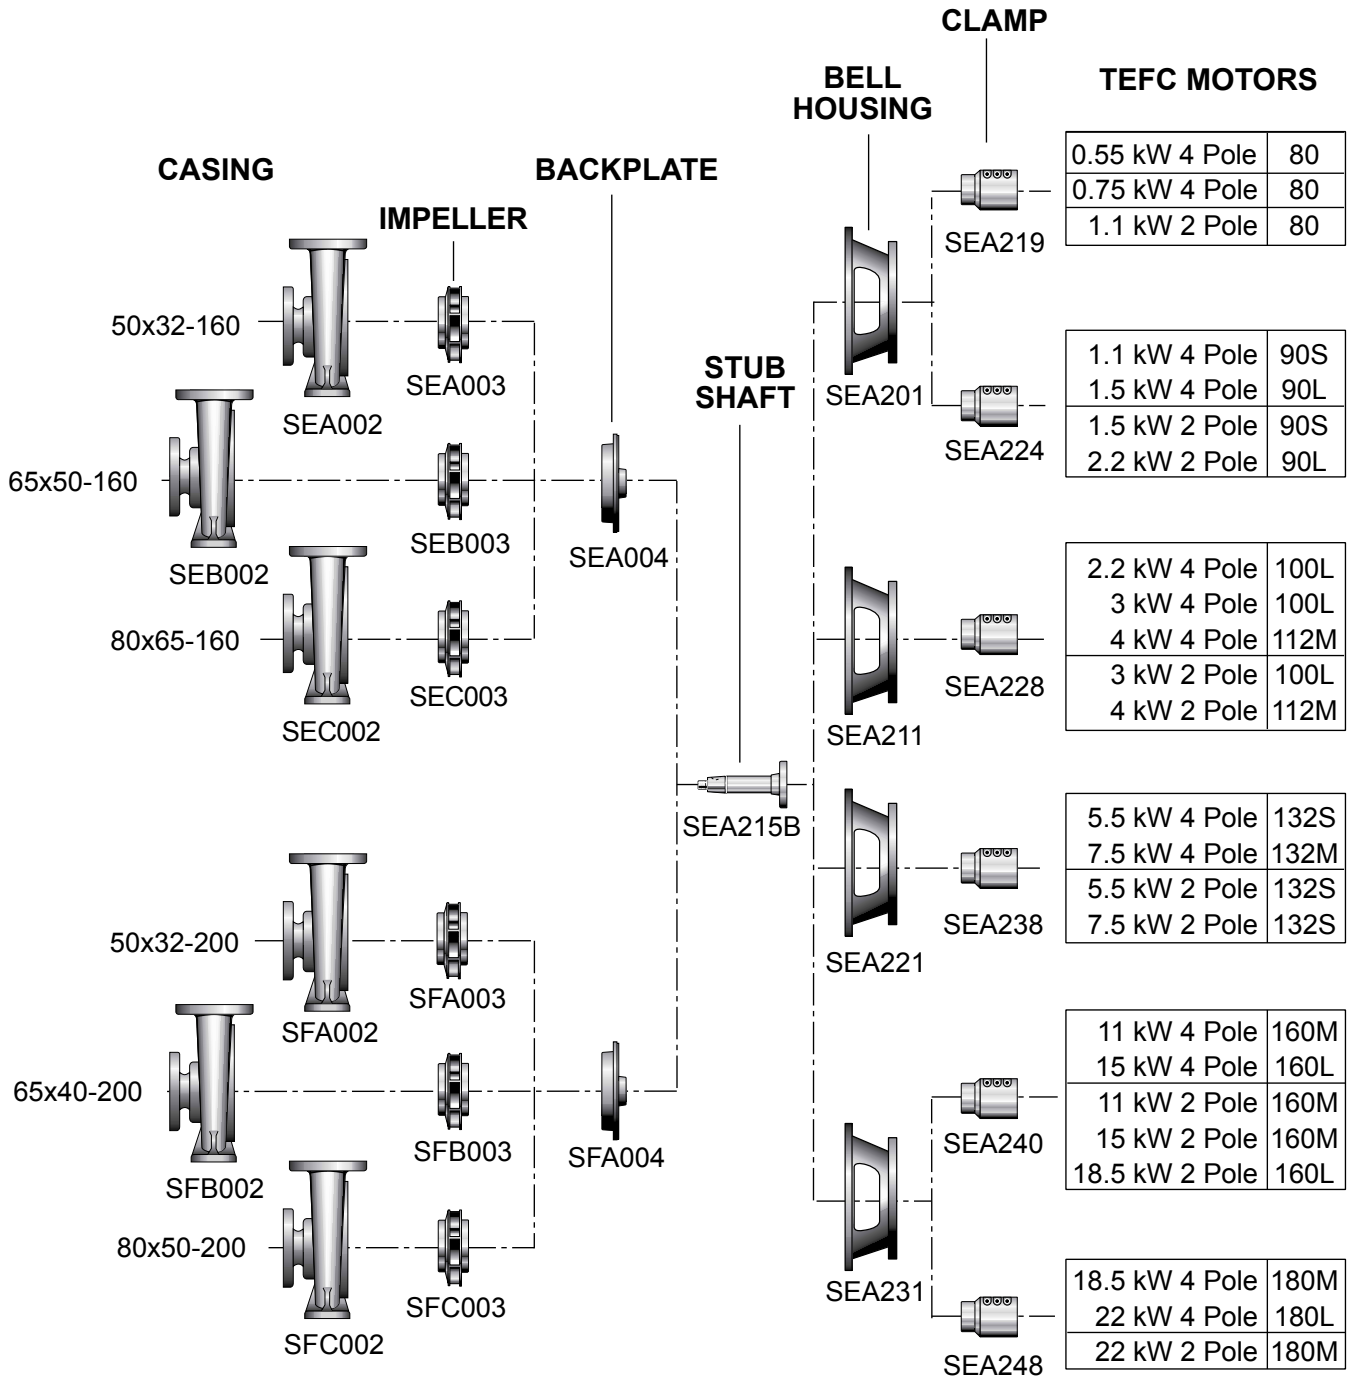 CLAMP
BELL
HOUSING
TEFC MOTORS
CASING
BACKPLATE
IMPELLER
STUB
SHAFT
50x32-160
SEA002
SEA003
65x50-160
SEB002
SEB003
SEA004
80x65-160
SEC002
SEC003
SEA215B
50x32-200
SFA002
SFA003
65x40-200
SFB002
SFB003
SFA004
80x50-200
SFC002
SFC003
SEA201
SEA219
0.55 kW 4 Pole 80
0.75 kW 4 Pole 80
1.1 kW 2 Pole 80
SEA224
1.1 kW 4 Pole 90S
1.5 kW 4 Pole 90L
1.5 kW 2 Pole 90S
2.2 kW 2 Pole 90L
SEA211
SEA228
2.2 kW 4 Pole 100L
3 kW 4 Pole 100L
4 kW 4 Pole 112M
3 kW 2 Pole 100L
4 kW 2 Pole 112M
SEA221
SEA238
5.5 kW 4 Pole 132S
7.5 kW 4 Pole 132M
5.5 kW 2 Pole 132S
7.5 kW 2 Pole 132S
SEA231
SEA240
11 kW 4 Pole 160M
15 kW 4 Pole 160L
11 kW 2 Pole 160M
15 kW 2 Pole 160M
18.5 kW 2 Pole 160L
SEA248
18.5 kW 4 Pole 180M
22 kW 4 Pole 180L
22 kW 2 Pole 180M